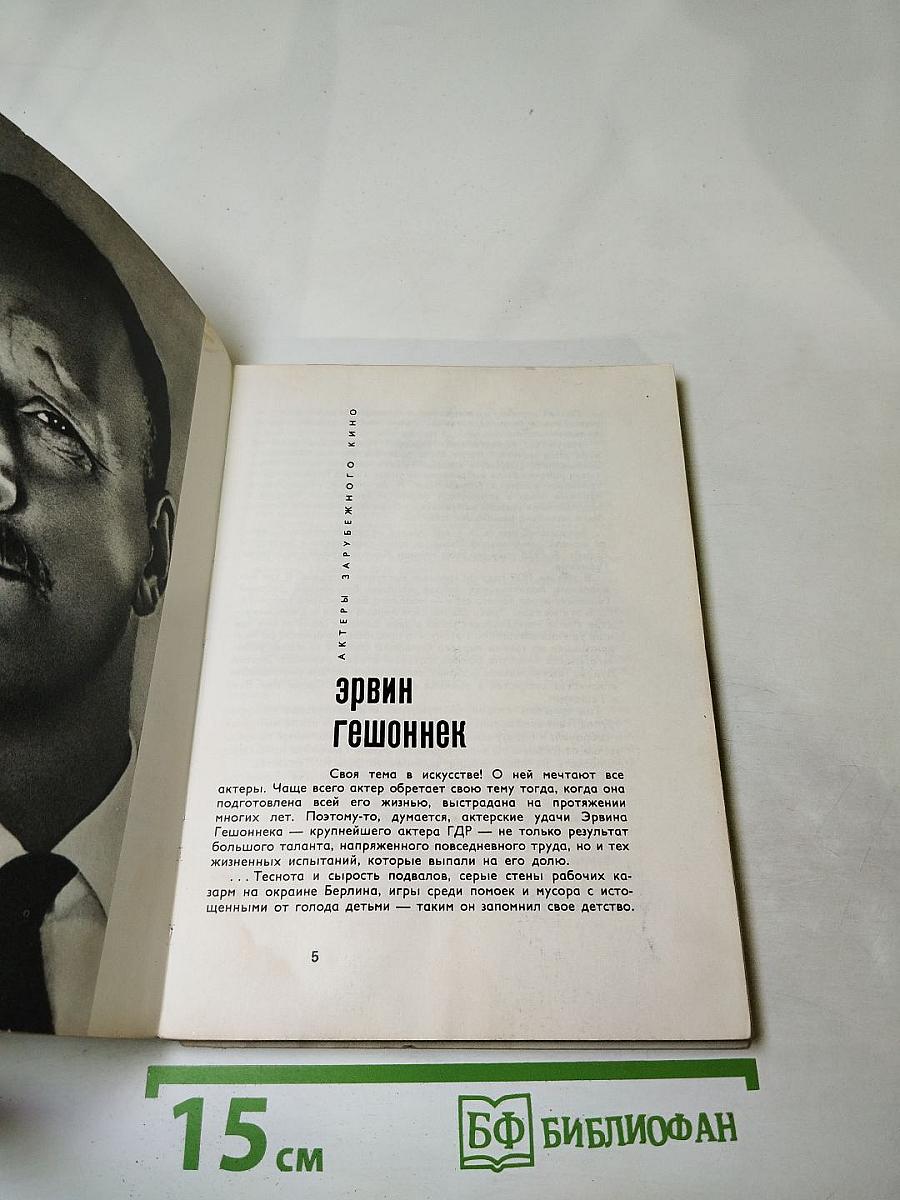 АКТЕРЫ ЗАРУБЕЖНОГО КИНО
ЭРВИН
ГЕШОННЕК
Своя тема в искусстве! О ней мечтают все
актеры. Чаще всего актер обретает свою тему тогда, когда она
подготовлена всей его жизнью, выстрадана на протяжении
многих лет. Поэтому-то, думается, актерские удачи Эрвина
Гешоннека — крупнейшего актера ГДР — не только результат
большого таланта, напряженного повседневного труда, но и тех
жизненных испытаний, которые выпали на его долю.
...Теснота и сырость подвалов, серые стены рабочих ка-
зарм на окраине Берлина, игры среди помоек и мусора с исто-
щенными от голода детьми — таким он запомнил свое детство.
5
15 см
БФ БИБЛИОФАН